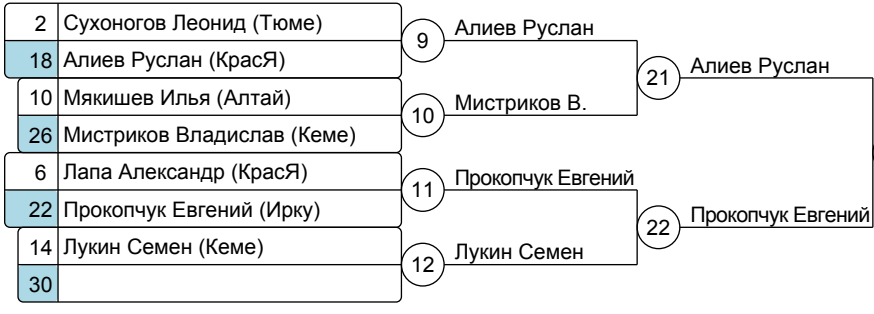 2 Сухоногов Леонид (Тюме)
18 Алиев Руслан (КрасЯ)
10 Мякишев Илья (Алтай)
26 Мистриков Владислав (Кеме)
6 Лапа Александр (КрасЯ)
22 Прокопчук Евгений (Ирку)
14 Лукин Семен (Кеме)
30
9 Алиев Руслан
10 Мистриков В.
11 Прокопчук Евгений
12 Лукин Семен
21 Алиев Руслан
22 Прокопчук Евгений